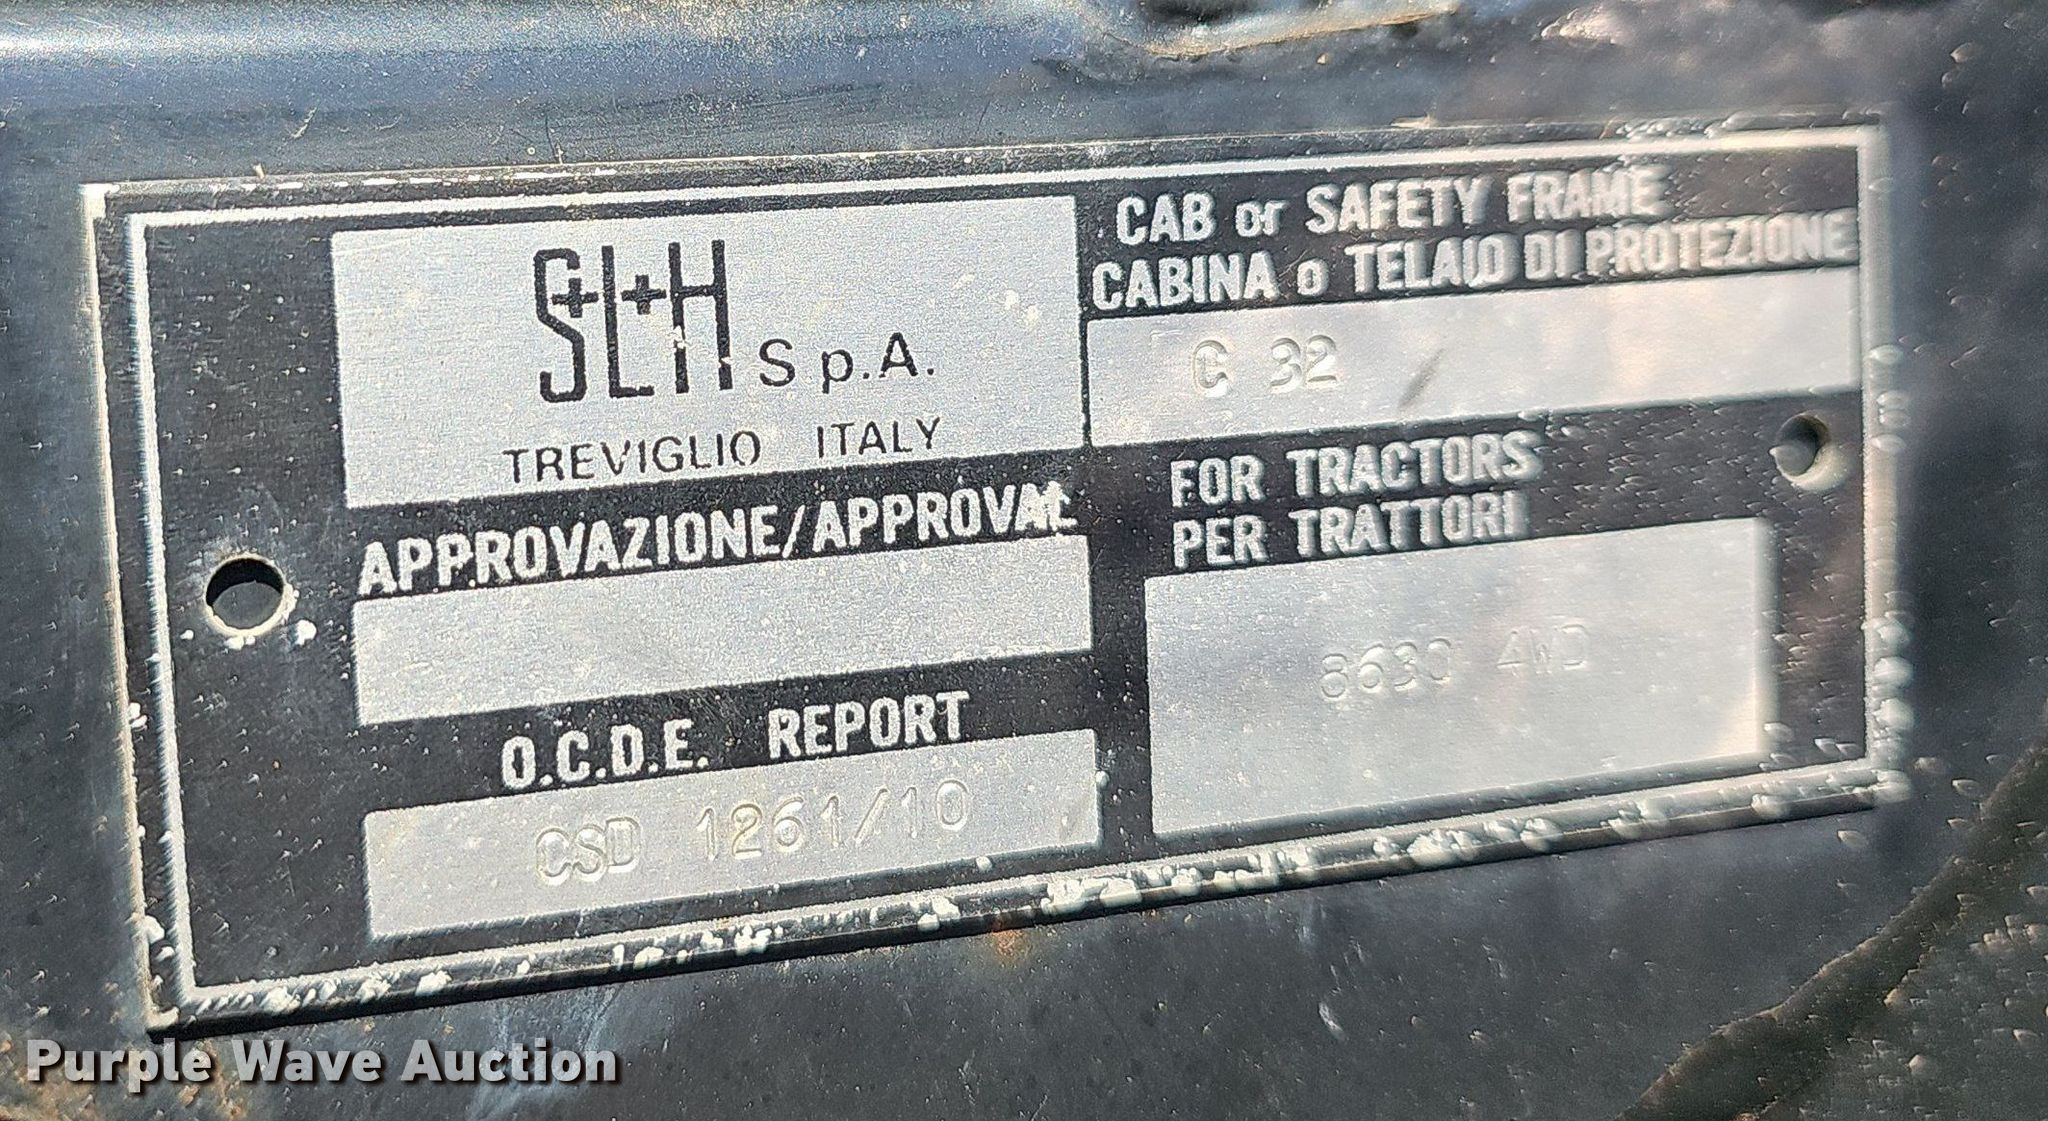 S+L+H S.p.A.
TREVIGLIO ITALY
APPROVAZIONE/APPROVAL
O.C.D.E. REPORT
CSD 1261/10
CAB or SAFETY FRAME
CABINA o TELAIO DI PROTEZIONE
C 32
FOR TRACTORS
PER TRATTORI
8630 4WD
Purple Wave Auction